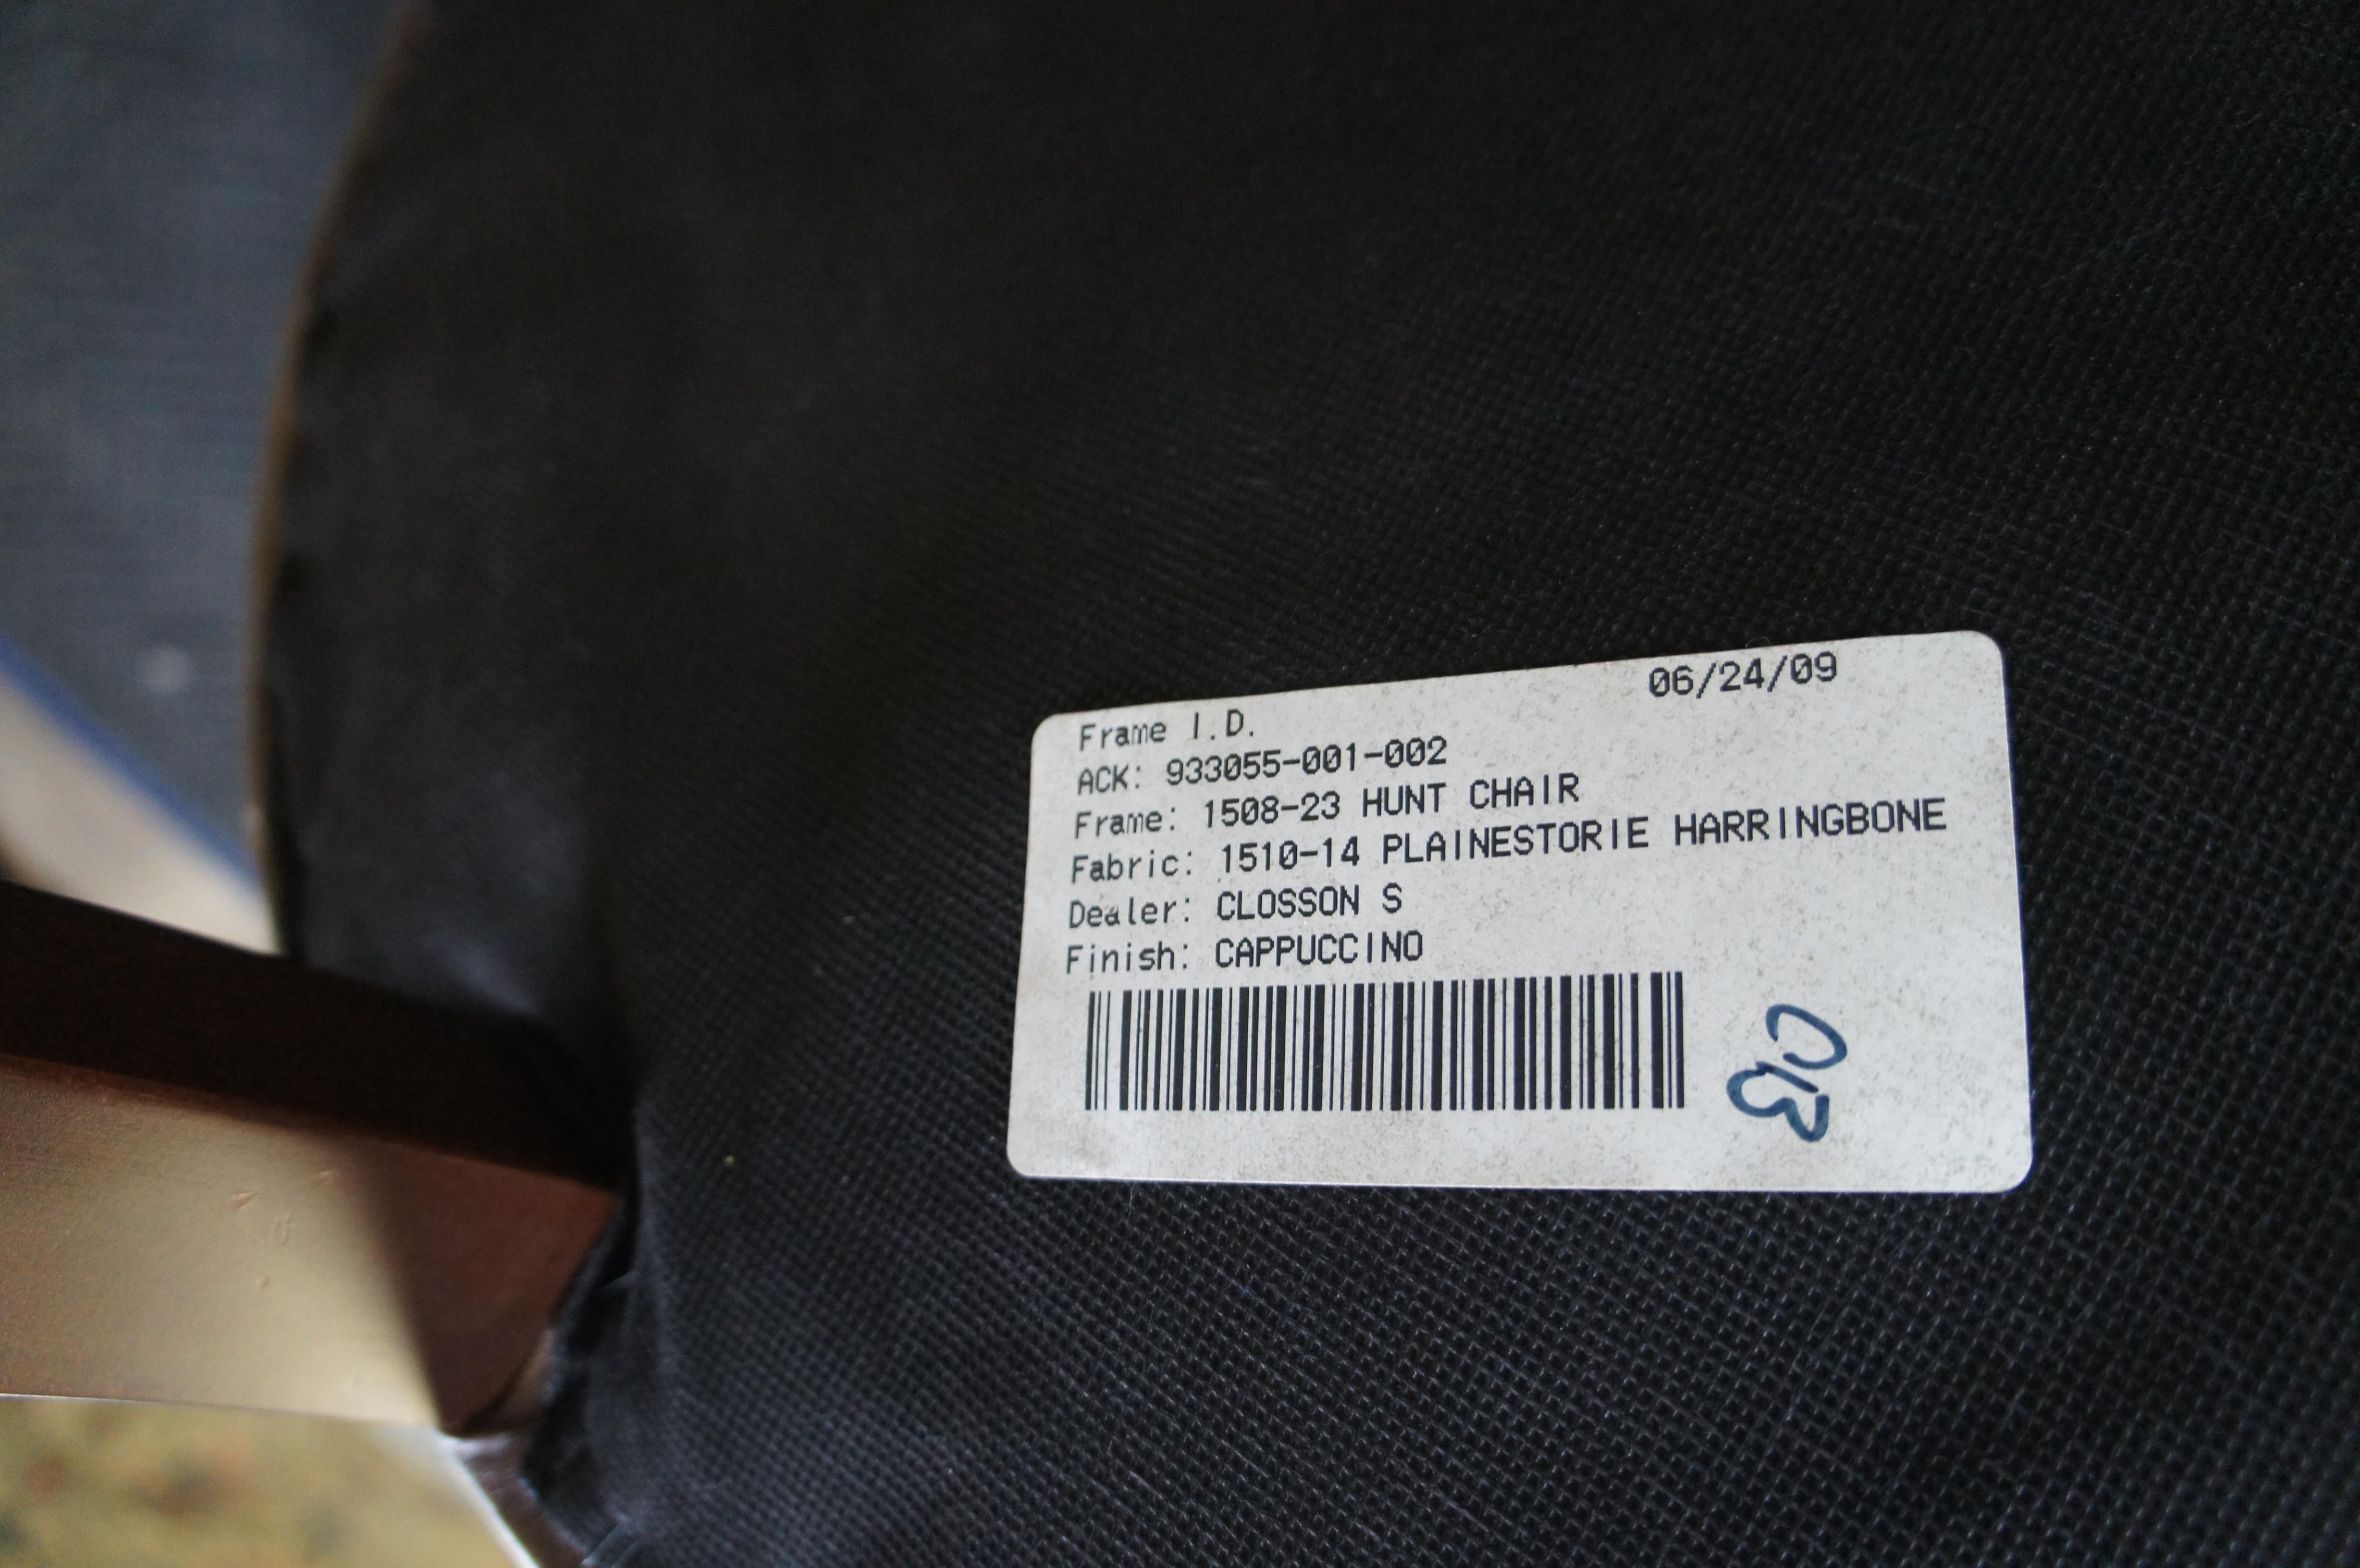 06/24/09
Frame I.D.
ACK: 933055-001-002
Frame: 1508-23 HUNT CHAIR
Fabric: 1510-14 PLAINESTORIE HARRINGBONE
Dealer: CLOSSON S
Finish: CAPPUCCINO